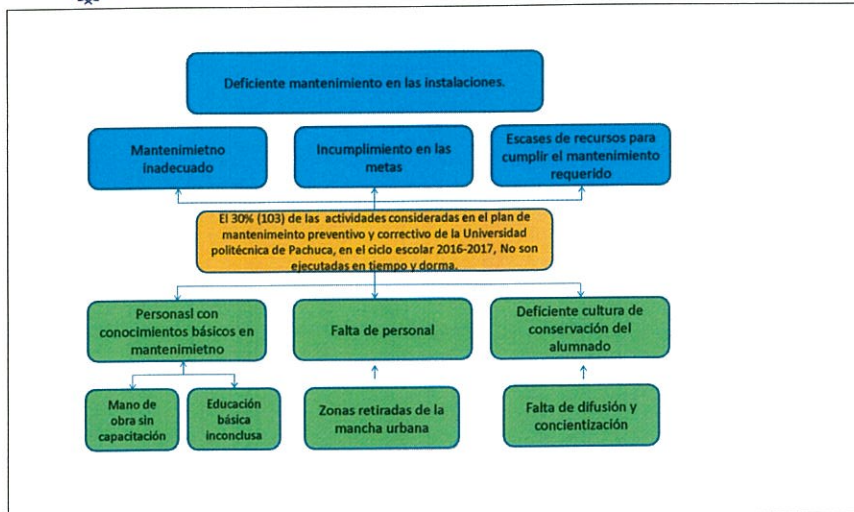 Deficiente mantenimiento en las instalaciones.
Mantenimietno
inadecuado
Incumplimiento en las
metas
Escases de recursos para
cumplir el mantenimiento
requerido
El 30% (103) de las actividades consideradas en el plan de
mantenimeinto preventivo y correctivo de la Universidad
politécnica de Pachuca, en el ciclo escolar 2016-2017, No son
ejecutadas en tiempo y dorma.
Personasl con
conocimientos básicos en
mantenimietno
Falta de personal
Deficiente cultura de
conservación del
alumnado
Mano de
obra sin
capacitación
Educación
básica
inconclusa
Zonas retiradas de la
mancha urbana
Falta de difusión y
concientización